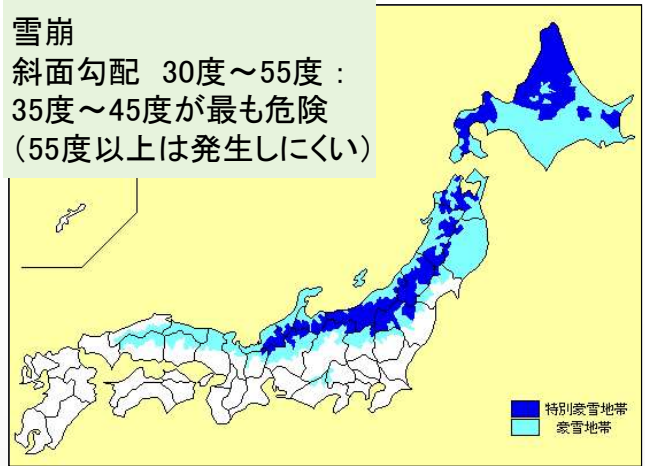 雪崩
斜面勾配　30度～55度：
35度～45度が最も危険
（55度以上は発生しにくい）
特別豪雪地帯
豪雪地帯